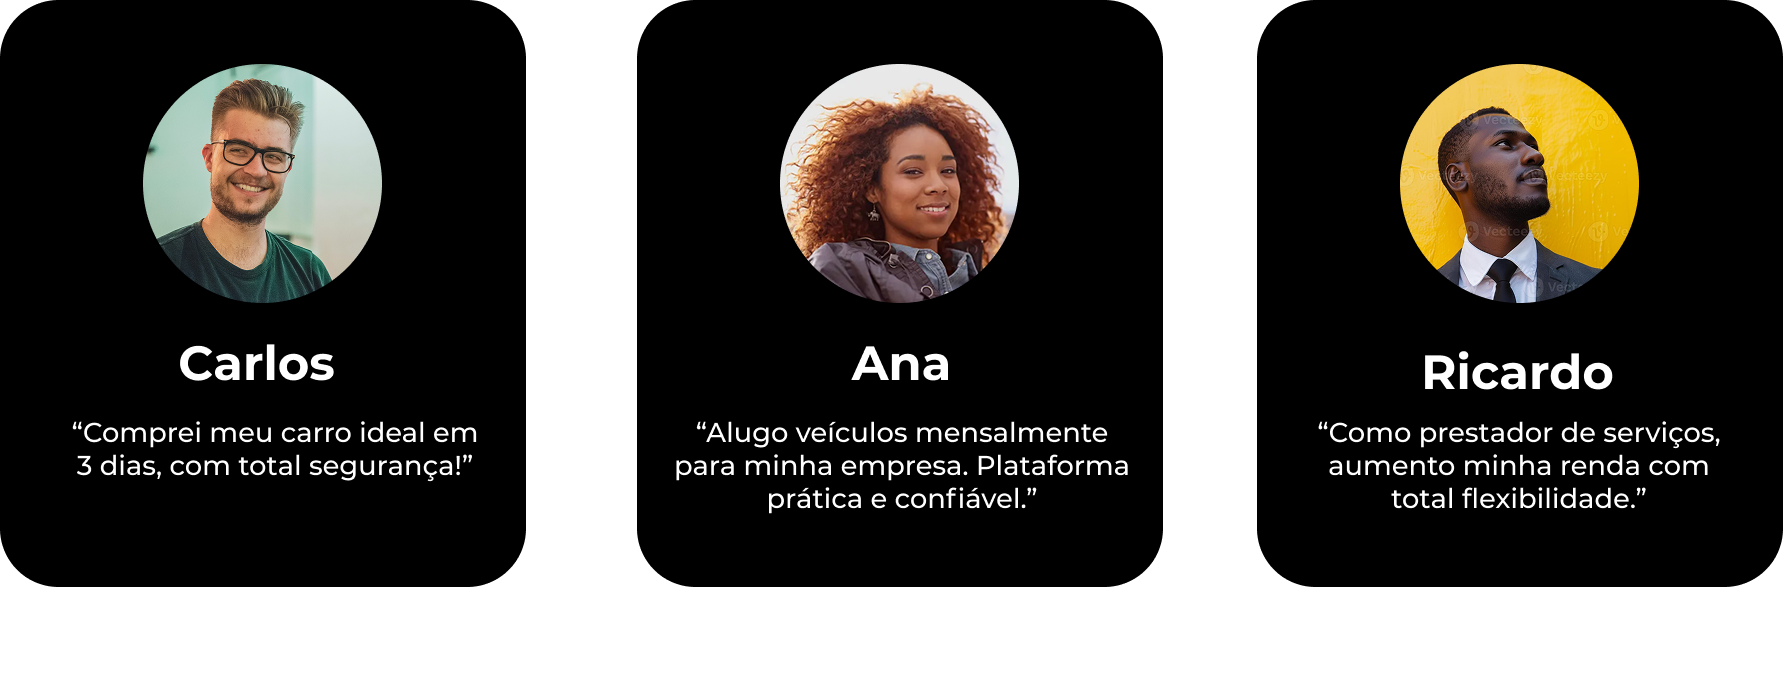 Carlos
“Comprei meu carro ideal em
3 dias, com total segurança!”
Ana
“Alugo veículos mensalmente
para minha empresa. Plataforma
prática e confiável.”
Ricardo
“Como prestador de serviços,
aumento minha renda com
total flexibilidade.”